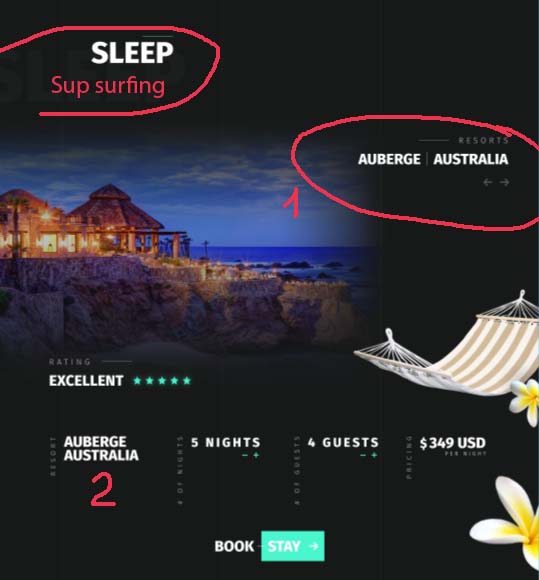 SLEEP
SLEEP
Sup surfing
RESORTS
AUBERGE | AUSTRALIA
← →
1
RATING
EXCELLENT ★★★★★
RESORT
AUBERGE
AUSTRALIA
# OF NIGHTS
5 NIGHTS
− +
# OF GUESTS
4 GUESTS
− +
PRICING
$349 USD
PER NIGHT
2
BOOK STAY →